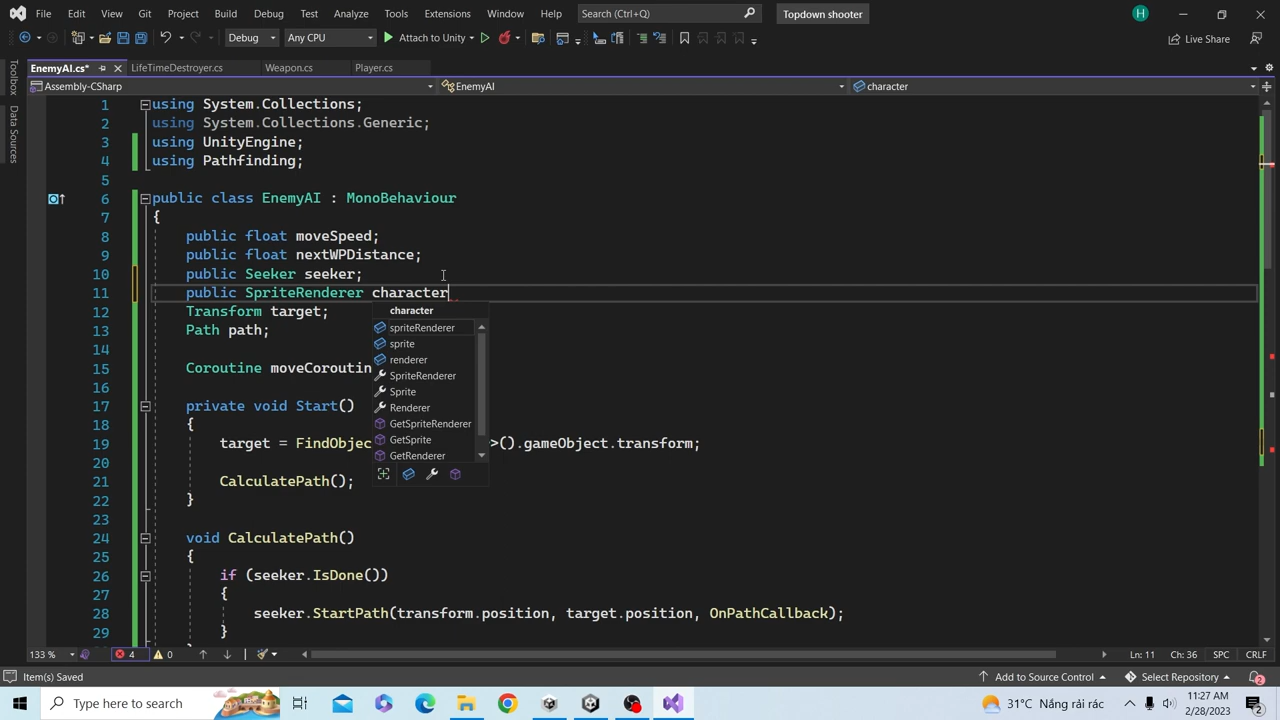 File Edit View Git Project Build Debug Test Analyze Tools Extensions Window Help Search (Ctrl+Q) Topdown shooter H
Debug Any CPU Attach to Unity Live Share
EnemyAI.cs* LifeTimeDestroyer.cs Weapon.cs Player.cs
Assembly-CSharp EnemyAI character
Toolbox
Data Sources
1 using System.Collections;
2 using System.Collections.Generic;
3 using UnityEngine;
4 using Pathfinding;
5
6 public class EnemyAI : MonoBehaviour
7 {
8 public float moveSpeed;
9 public float nextWPDistance;
10 public Seeker seeker;
11 public SpriteRenderer character
12 Transform target;
13 Path path;
14
15 Coroutine moveCoroutin
16
17 private void Start()
18 {
19 target = FindObjec >().gameObject.transform;
20
21 CalculatePath();
22 }
23
24 void CalculatePath()
25 {
26 if (seeker.IsDone())
27 {
28 seeker.StartPath(transform.position, target.position, OnPathCallback);
29 }
character
spriteRenderer
sprite
renderer
SpriteRenderer
Sprite
Renderer
GetSpriteRenderer
GetSprite
GetRenderer
133 % 4 0 Ln: 11 Ch: 36 SPC CRLF
Item(s) Saved Add to Source Control Select Repository 2
Type here to search 31°C Nắng rải rác 11:27 AM
2/28/2023 2